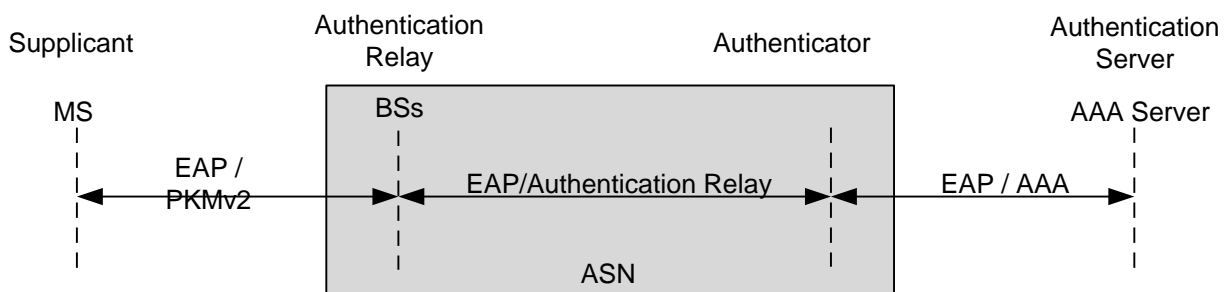 Supplicant
Authentication
Relay
Authenticator
Authentication
Server
MS
BSs
AAA Server
EAP /
PKMv2
EAP/Authentication Relay
EAP / AAA
ASN